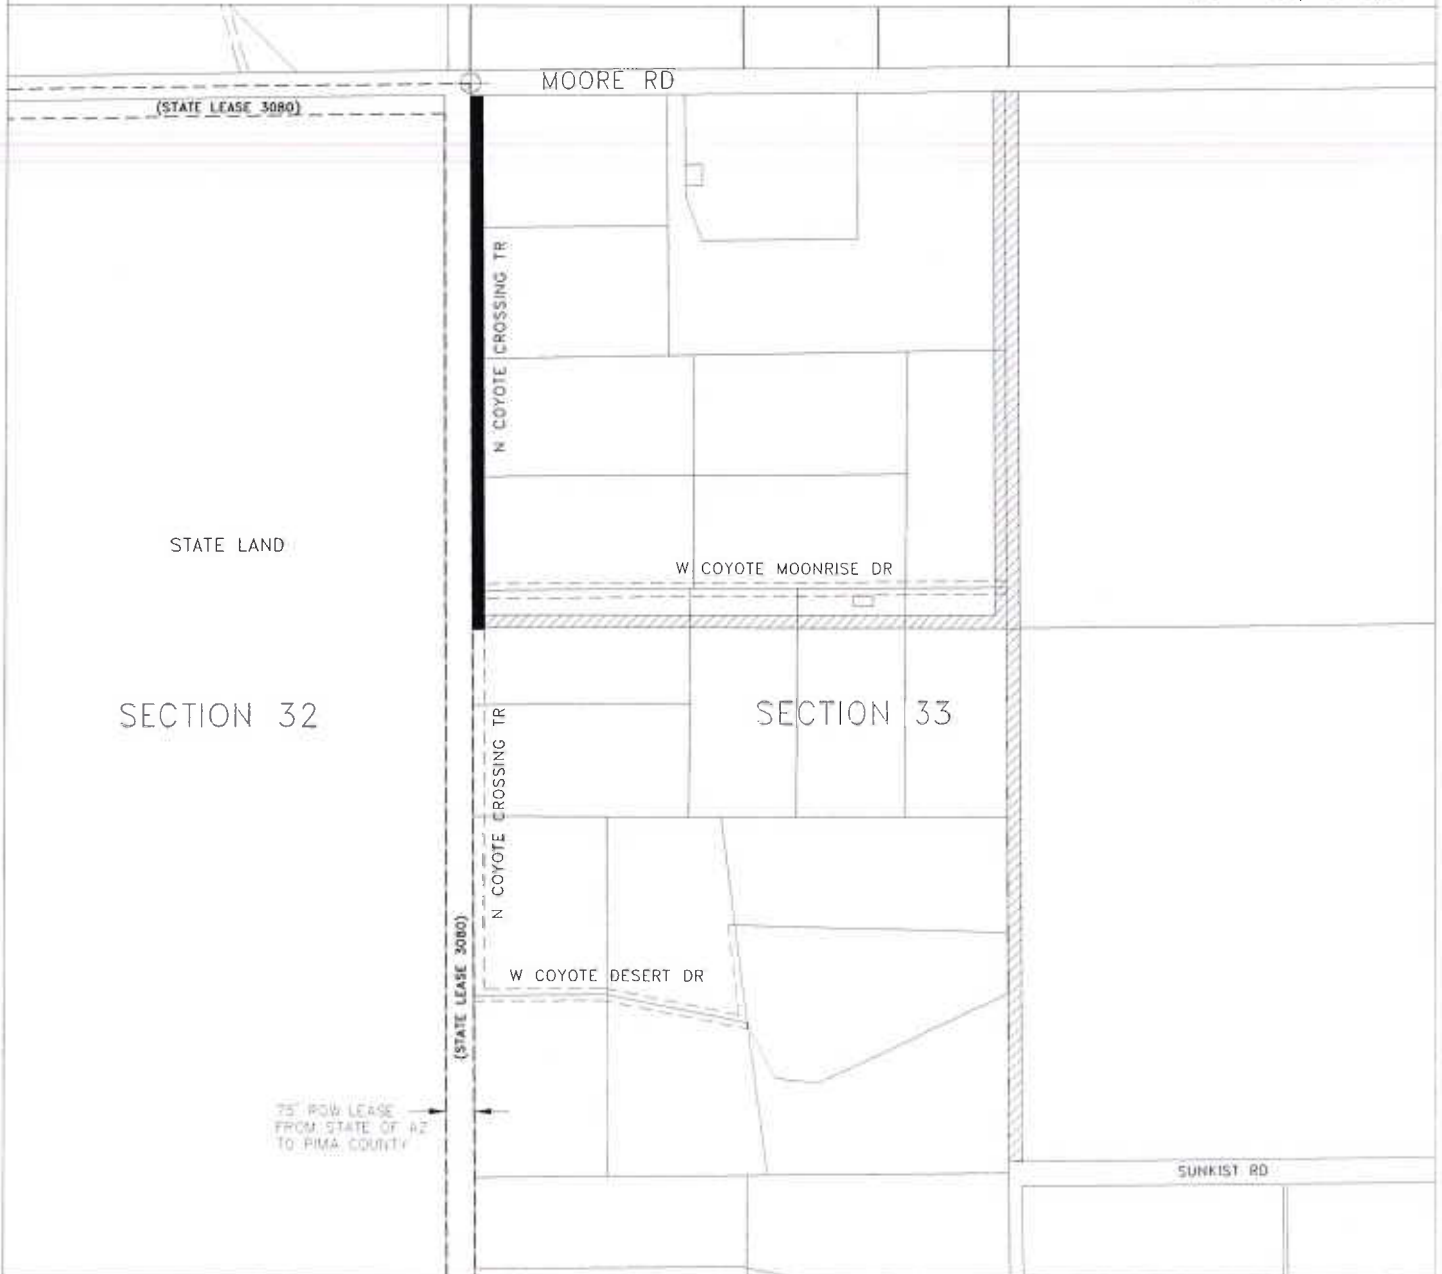 MOORE RD
(STATE LEASE 3080)
N COYOTE CROSSING TR
STATE LAND
W COYOTE MOONRISE DR
SECTION 32
SECTION 33
N COYOTE CROSSING TR
(STATE LEASE 3080)
W COYOTE DESERT DR
75' ROW LEASE
FROM STATE OF AZ
TO PIMA COUNTY
SUNKIST RD